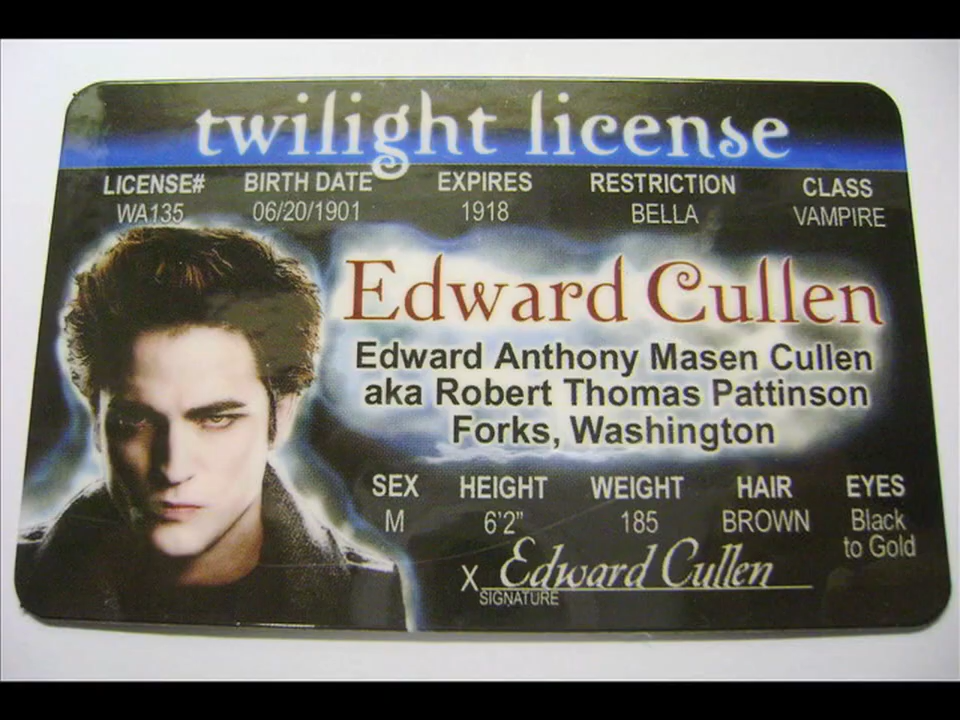 twilight license
LICENSE# BIRTH DATE EXPIRES RESTRICTION CLASS
WA135 06/20/1901 1918 BELLA VAMPIRE
Edward Cullen
Edward Anthony Masen Cullen
aka Robert Thomas Pattinson
Forks, Washington
SEX HEIGHT WEIGHT HAIR EYES
M 6'2” 185 BROWN Black
to Gold
X Edward Cullen
SIGNATURE